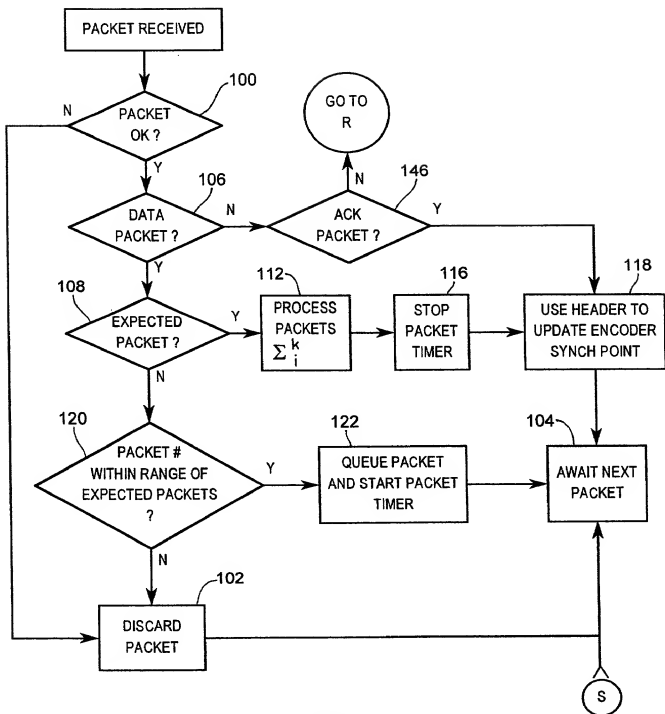 PACKET RECEIVED
100
N
PACKET
OK ?
Y
GO TO
R
N
106
DATA
PACKET ?
N
146
ACK
PACKET ?
Y
Y
108
EXPECTED
PACKET ?
Y
112
PROCESS
PACKETS
Σ i k
116
STOP
PACKET
TIMER
118
USE HEADER TO
UPDATE ENCODER
SYNCH POINT
N
120
PACKET #
WITHIN RANGE OF
EXPECTED PACKETS
?
Y
122
QUEUE PACKET
AND START PACKET
TIMER
104
AWAIT NEXT
PACKET
N
102
DISCARD
PACKET
S